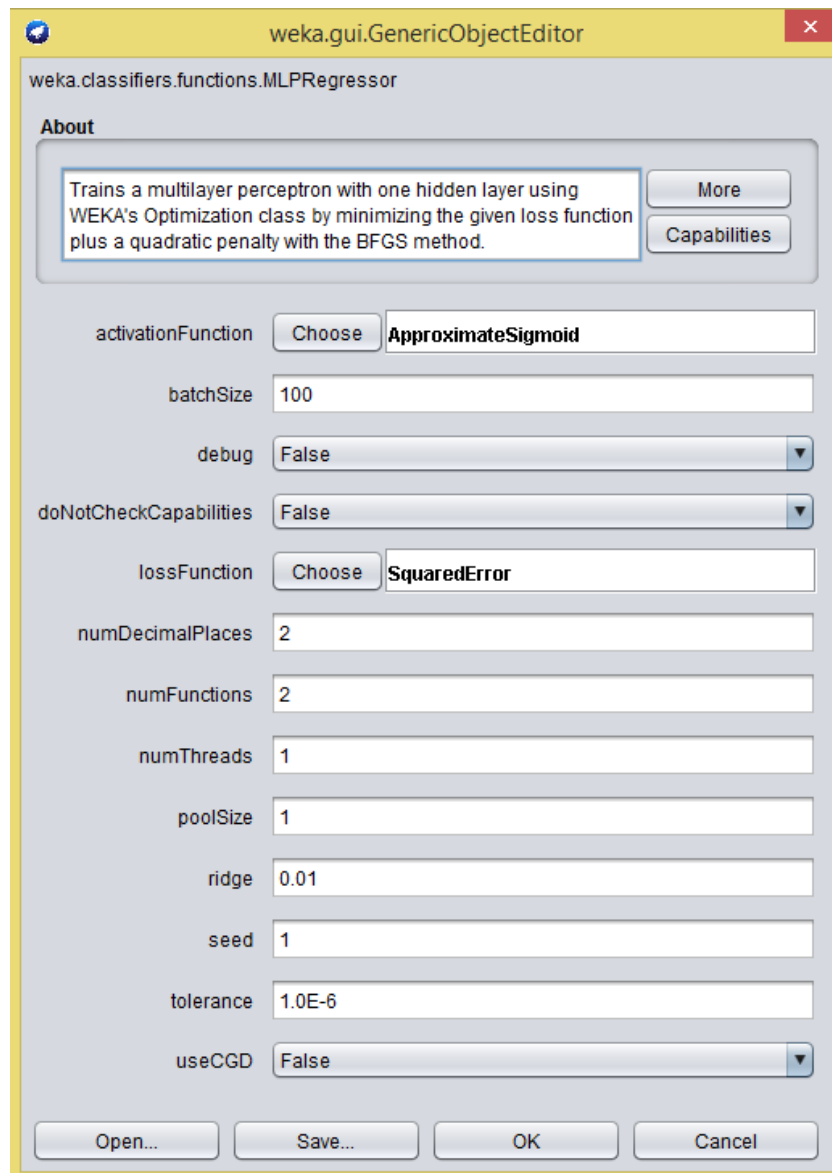 weka.gui.GenericObjectEditor
weka.classifiers.functions.MLPRegressor
About
Trains a multilayer perceptron with one hidden layer using
WEKA's Optimization class by minimizing the given loss function
plus a quadratic penalty with the BFGS method.
More
Capabilities
activationFunction Choose ApproximateSigmoid
batchSize 100
debug False
doNotCheckCapabilities False
lossFunction Choose SquaredError
numDecimalPlaces 2
numFunctions 2
numThreads 1
poolSize 1
ridge 0.01
seed 1
tolerance 1.0E-6
useCGD False
Open... Save... OK Cancel